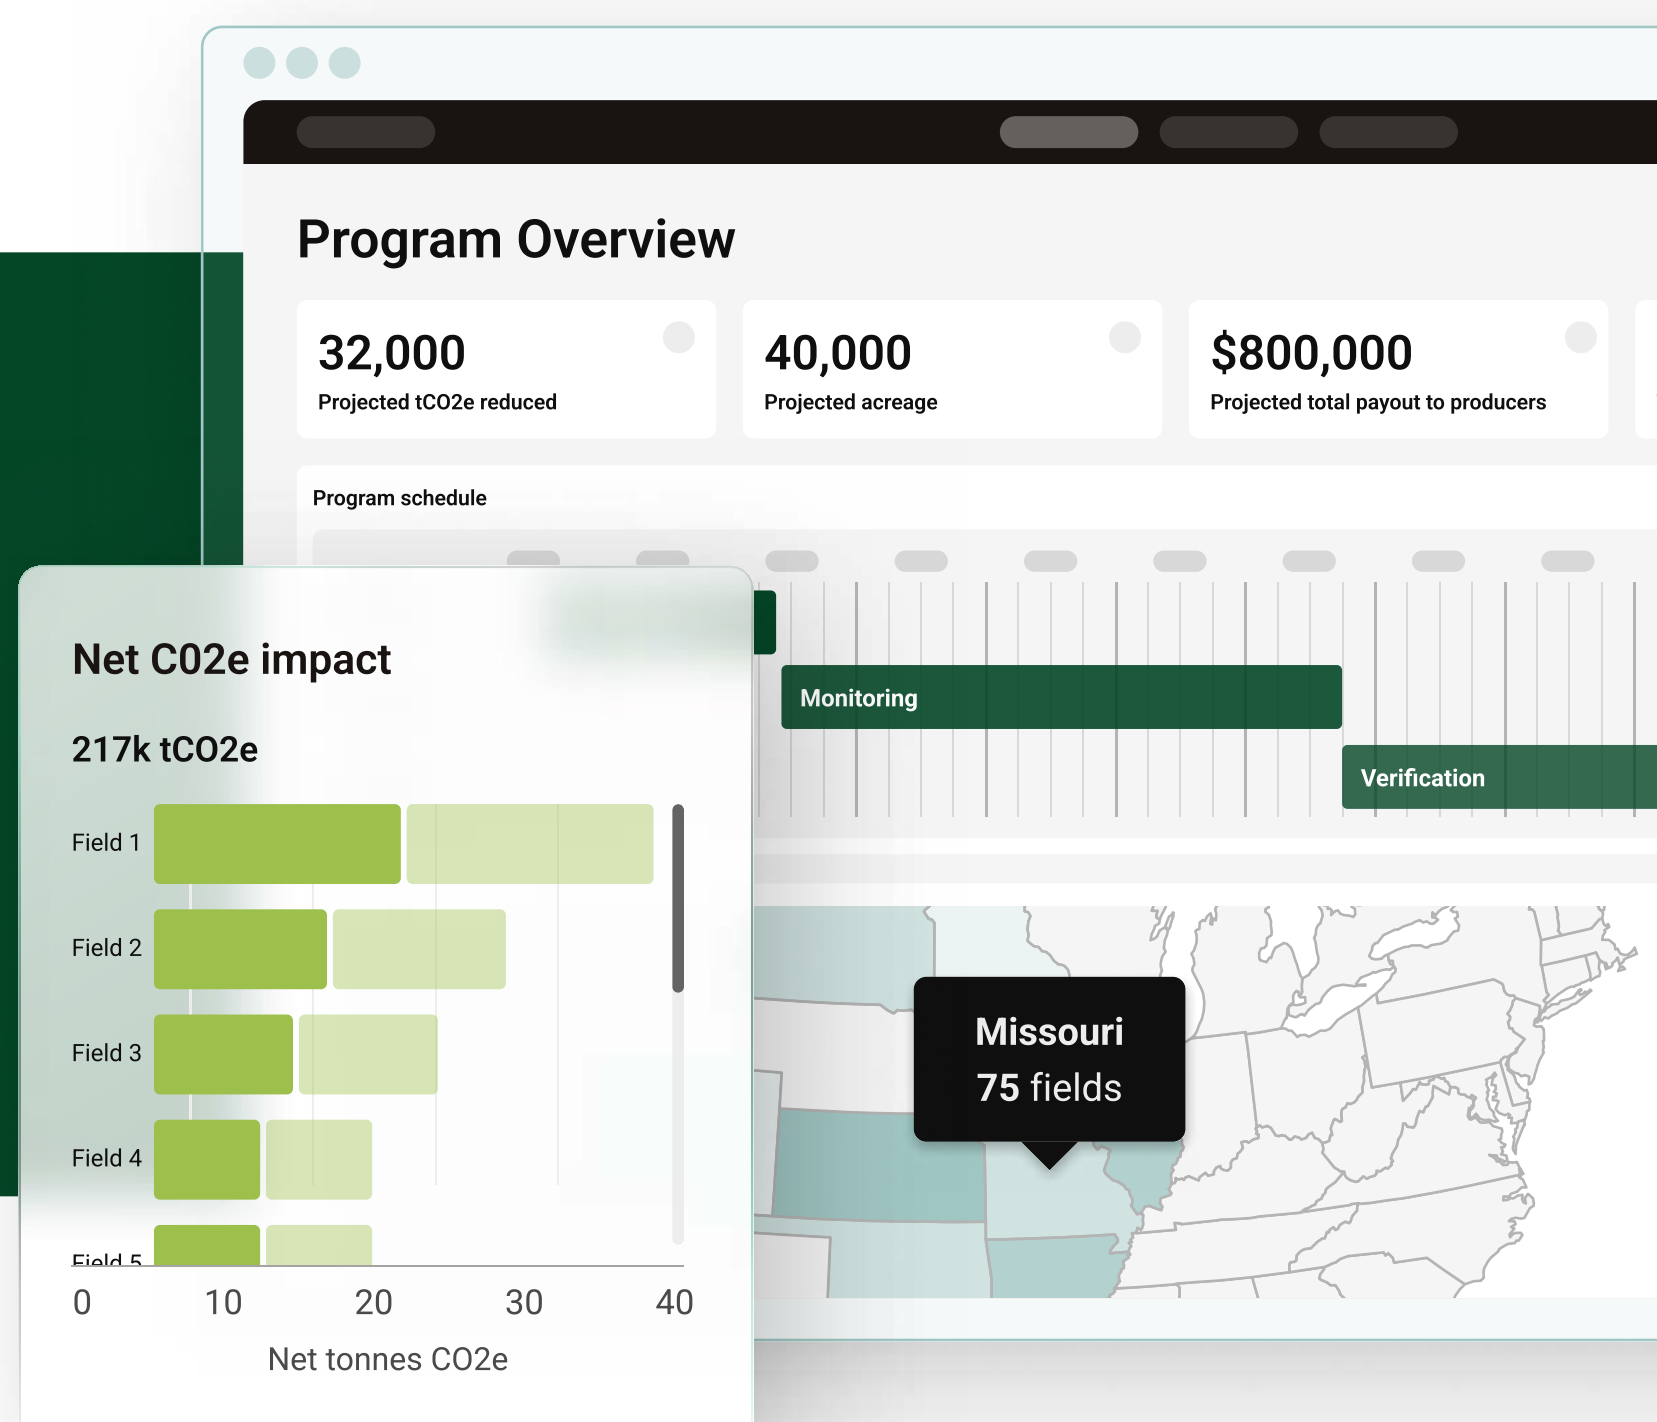 Program Overview
32,000
Projected tCO2e reduced
40,000
Projected acreage
$800,000
Projected total payout to producers
Program schedule
Monitoring
Verification
Net C02e impact
217k tCO2e
Field 1
Field 2
Field 3
Field 4
Field 5
0 10 20 30 40
Net tonnes CO2e
Missouri
75 fields